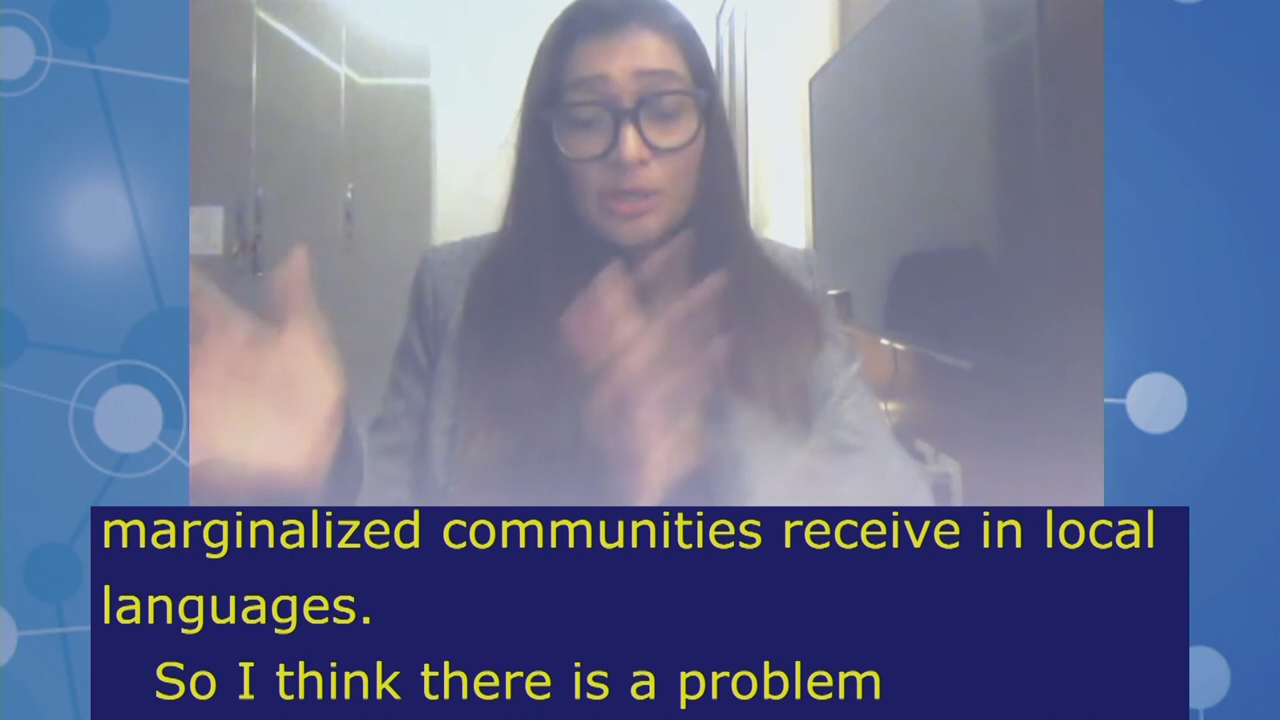 marginalized communities receive in local
languages.
So I think there is a problem